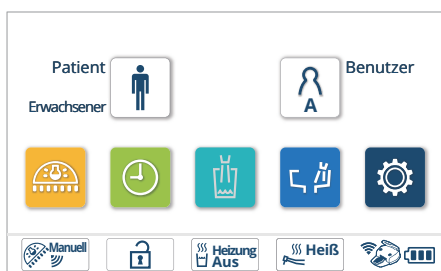 Patient
Erwachsener
Benutzer
A
Manuell
Heizung
Aus
Heiß